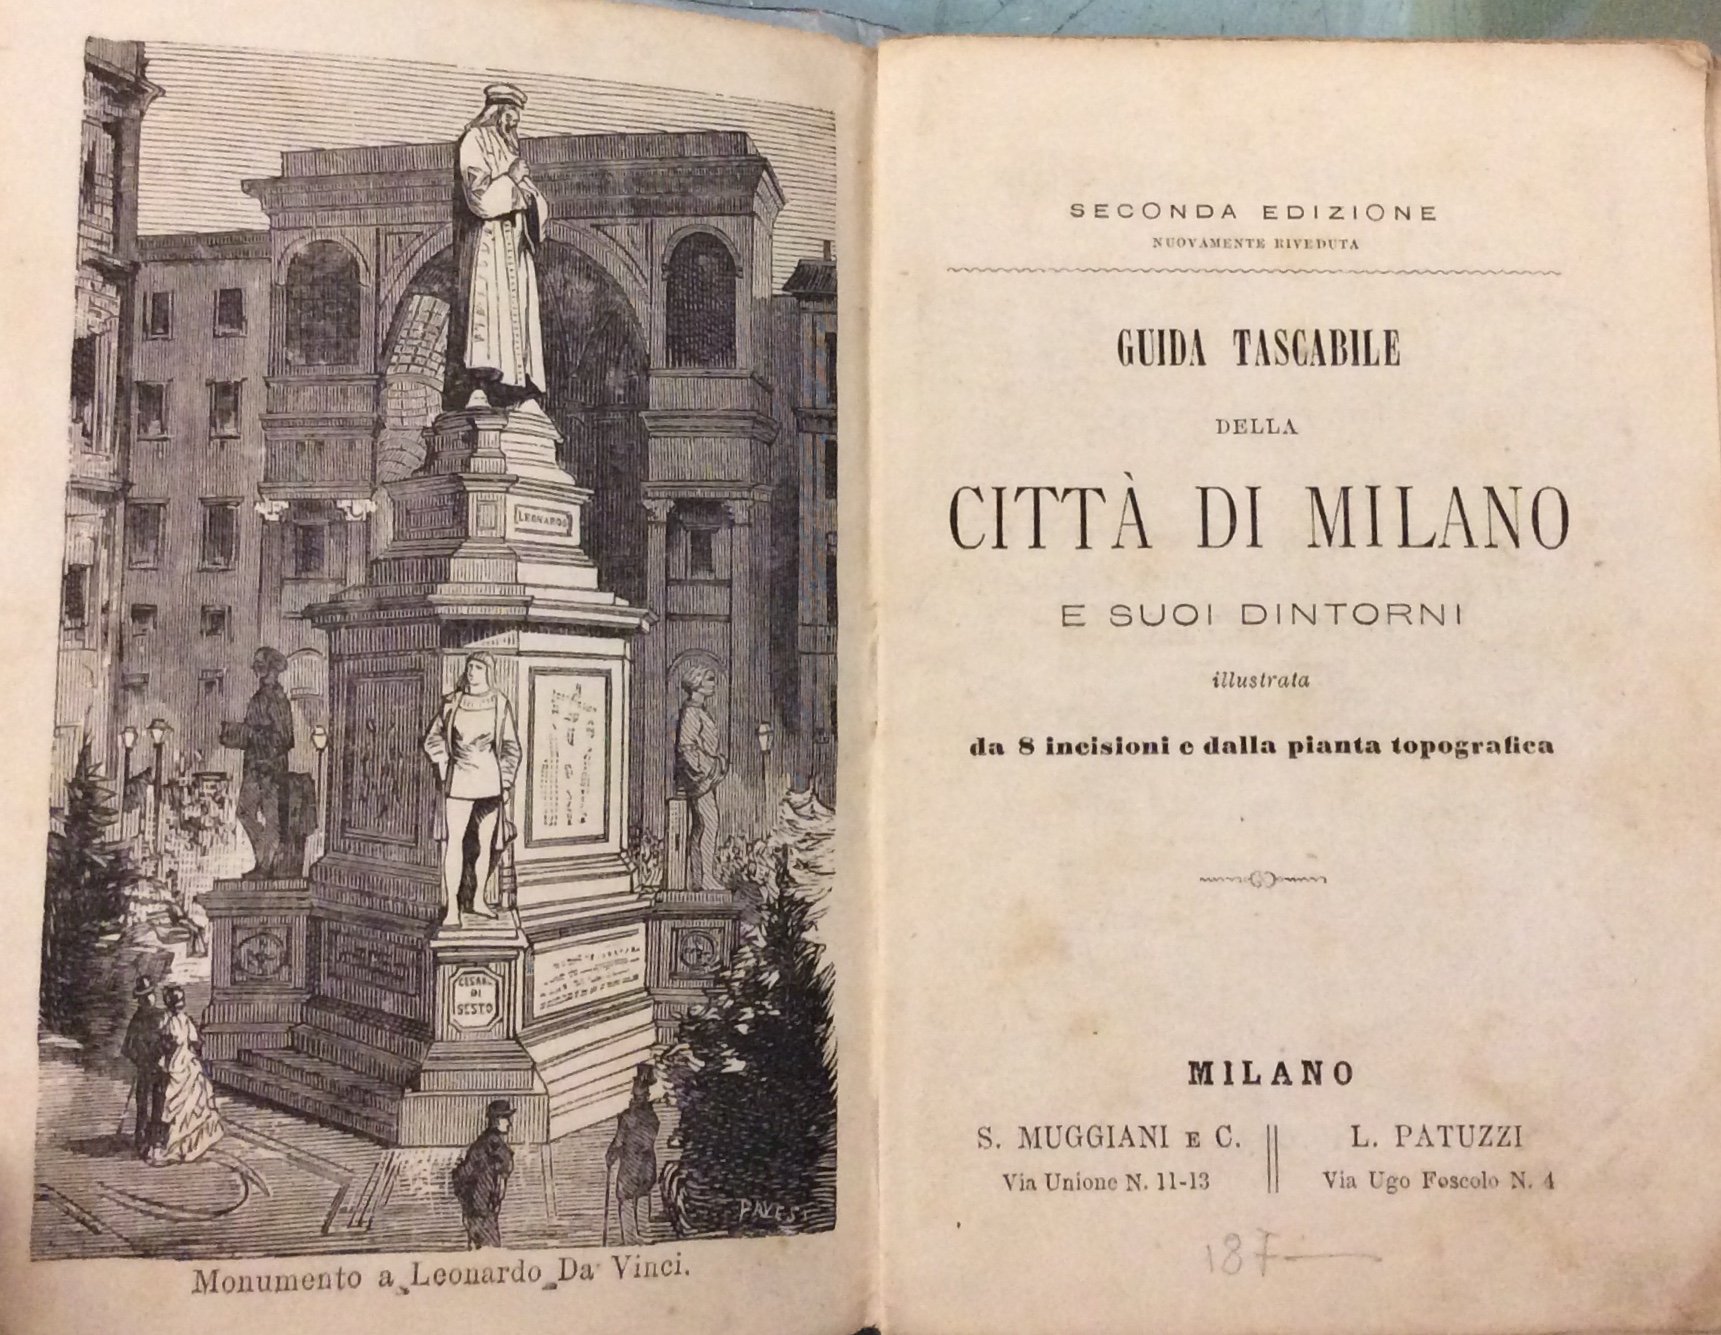 LEONARDO
CESARE
DI
SESTO
PAVESI
Monumento a Leonardo Da Vinci.
SECONDA EDIZIONE
NUOVAMENTE RIVEDUTA
GUIDA TASCABILE
DELLA
CITTÀ DI MILANO
E SUOI DINTORNI
illustrata
da 8 incisioni e dalla pianta topografica
MILANO
S. MUGGIANI E C.
Via Unione N. 11-13
L. PATUZZI
Via Ugo Foscolo N. 4
187—